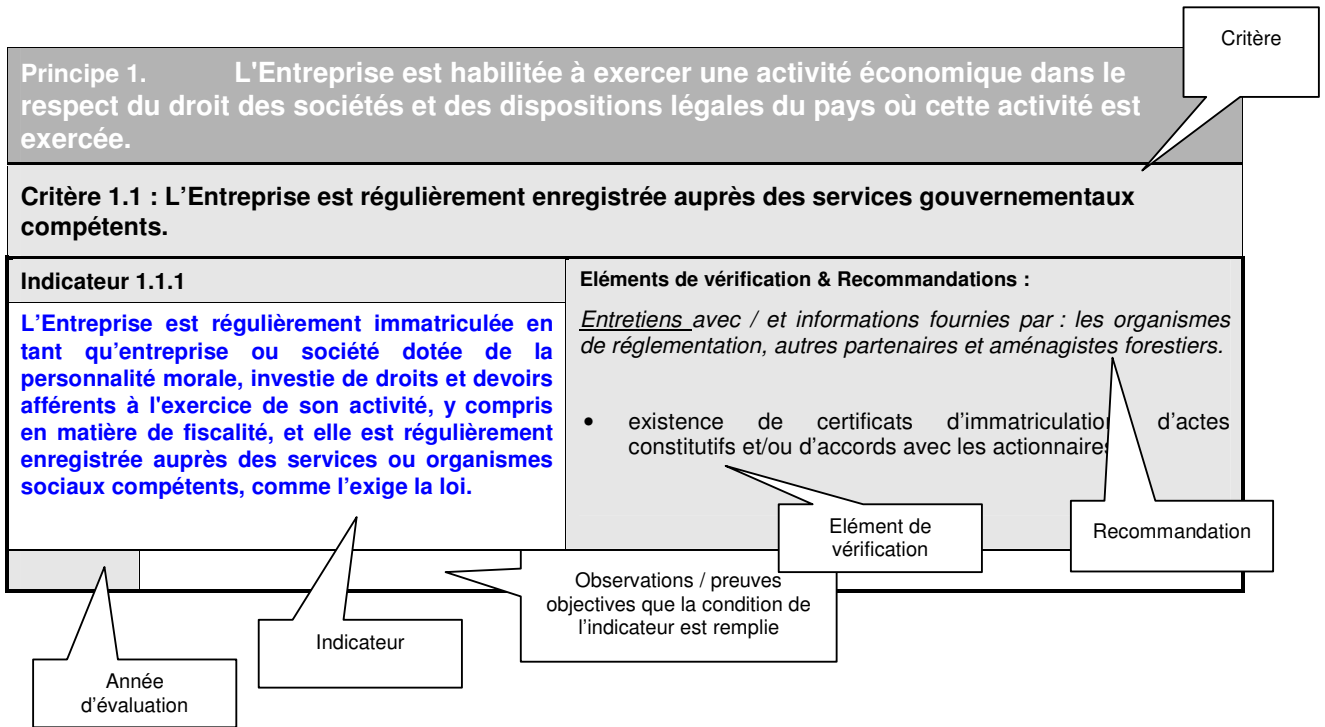 Critère
Principe 1. L'Entreprise est habilitée à exercer une activité économique dans le
respect du droit des sociétés et des dispositions légales du pays où cette activité est
exercée.
Critère 1.1 : L’Entreprise est régulièrement enregistrée auprès des services gouvernementaux
compétents.
Indicateur 1.1.1
L’Entreprise est régulièrement immatriculée en
tant qu’entreprise ou société dotée de la
personnalité morale, investie de droits et devoirs
afférents à l'exercice de son activité, y compris
en matière de fiscalité, et elle est régulièrement
enregistrée auprès des services ou organismes
sociaux compétents, comme l’exige la loi.
Eléments de vérification & Recommandations :
Entretiens avec / et informations fournies par : les organismes
de réglementation, autres partenaires et aménagistes forestiers.
• existence de certificats d’immatriculation d’actes
constitutifs et/ou d’accords avec les actionnaires
Elément de
vérification
Recommandation
Observations / preuves
objectives que la condition de
l’indicateur est remplie
Indicateur
Année
d’évaluation